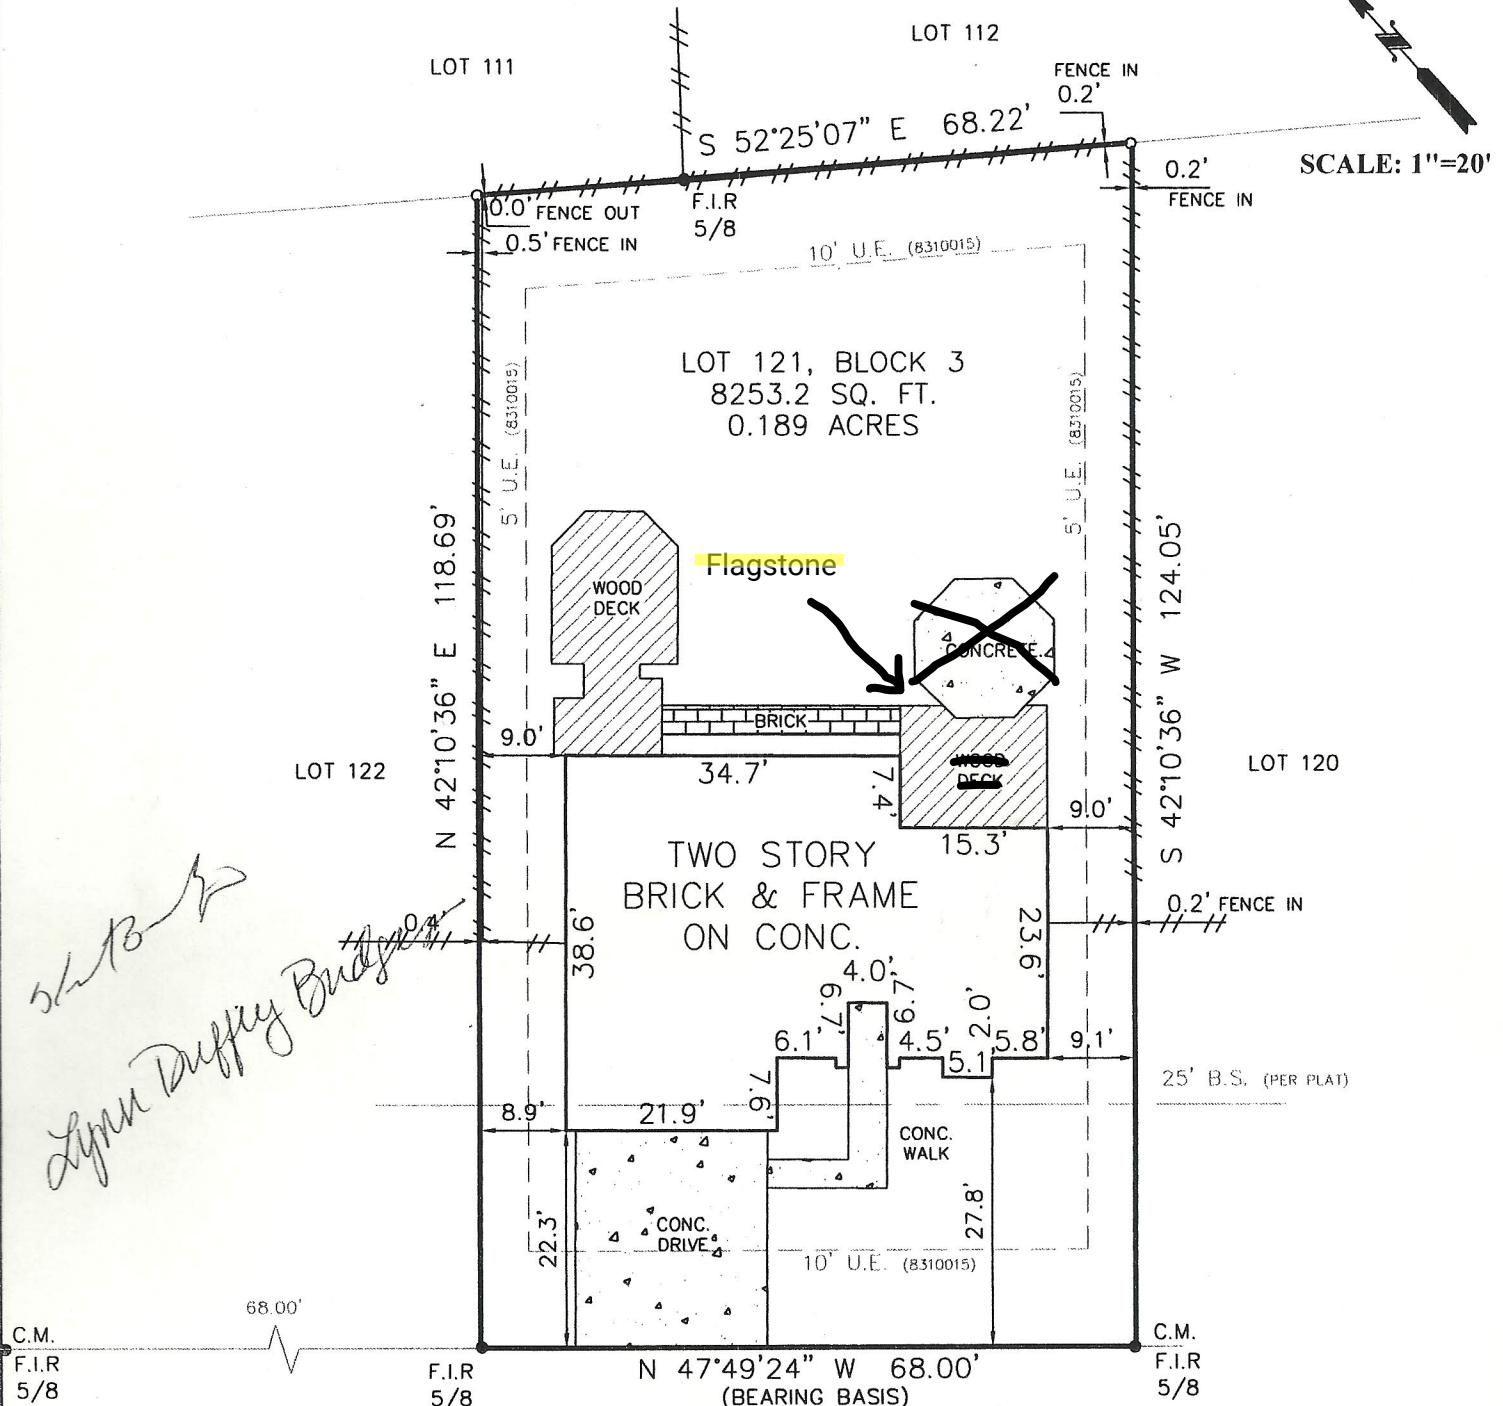 LOT 112
LOT 111
FENCE IN
0.2'
S 52°25'07" E 68.22'
SCALE: 1"=20'
0.2'
FENCE IN
0.0' FENCE OUT
F.I.R
5/8
0.5' FENCE IN
10' U.E. (8310015)
LOT 121, BLOCK 3
8253.2 SQ. FT.
0.189 ACRES
5' U.E. (8310015)
5' U.E. (8310015)
N 42°10'36" E 118.69'
S 42°10'36" W 124.05'
Flagstone
WOOD
DECK
CONCRETE
BRICK
9.0'
34.7'
7.4'
WOOD
DECK
LOT 122
LOT 120
9.0'
15.3'
TWO STORY
BRICK & FRAME
ON CONC.
38.6'
23.6'
0.4'
0.2' FENCE IN
4.0'
6.7'
6.7'
2.0'
6.1'
4.5'
5.1'
5.8'
9.1'
25' B.S. (PER PLAT)
7.6'
8.9'
21.9'
CONC.
WALK
Lynn Duffey
22.3'
CONC.
DRIVE
27.8'
10' U.E. (8310015)
68.00'
C.M.
F.I.R
5/8
F.I.R
5/8
N 47°49'24" W 68.00'
(BEARING BASIS)
C.M.
F.I.R
5/8